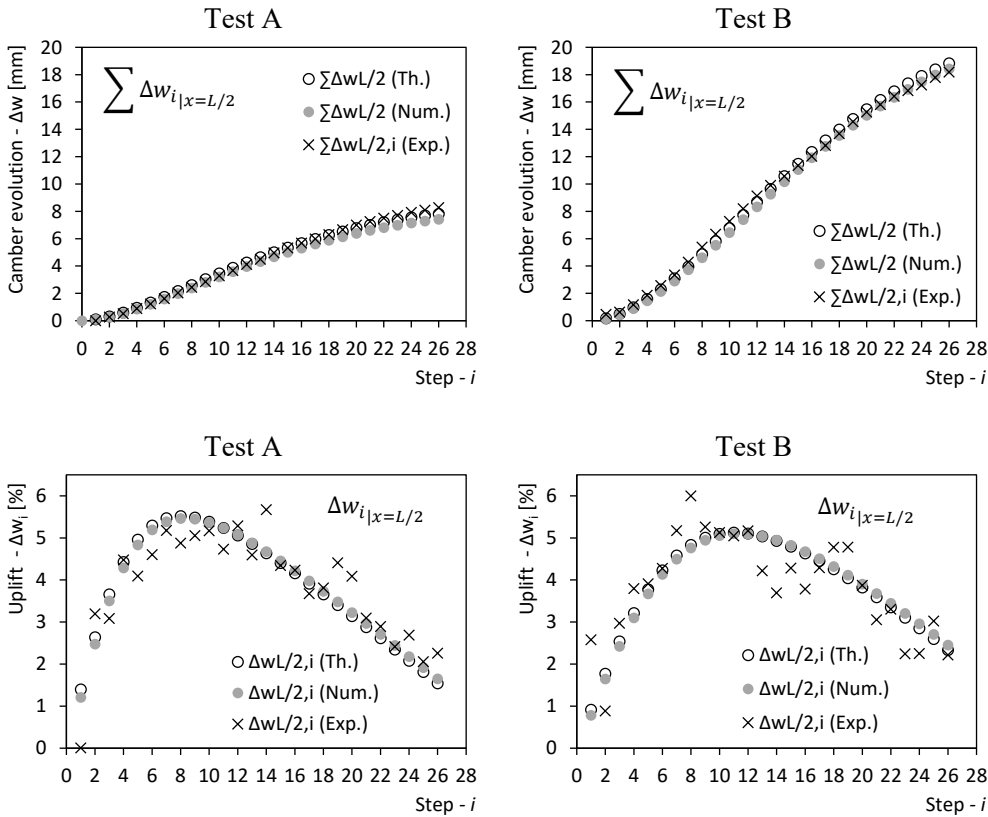 Test A
Camber evolution - Δw [mm]
20
18
16
14
12
10
8
6
4
2
0
∑ Δw_{i|x=L/2}
∑ΔwL/2 (Th.)
∑ΔwL/2 (Num.)
∑ΔwL/2,i (Exp.)
0 2 4 6 8 10 12 14 16 18 20 22 24 26 28
Step - i
Test B
Camber evolution - Δw [mm]
20
18
16
14
12
10
8
6
4
2
0
∑ Δw_{i|x=L/2}
∑ΔwL/2 (Th.)
∑ΔwL/2 (Num.)
∑ΔwL/2,i (Exp.)
0 2 4 6 8 10 12 14 16 18 20 22 24 26 28
Step - i
Test A
Uplift - Δw_i [%]
6
5
4
3
2
1
0
Δw_{i|x=L/2}
ΔwL/2,i (Th.)
ΔwL/2,i (Num.)
ΔwL/2,i (Exp.)
0 2 4 6 8 10 12 14 16 18 20 22 24 26 28
Step - i
Test B
Uplift - Δw_i [%]
6
5
4
3
2
1
0
Δw_{i|x=L/2}
ΔwL/2,i (Th.)
ΔwL/2,i (Num.)
ΔwL/2,i (Exp.)
0 2 4 6 8 10 12 14 16 18 20 22 24 26 28
Step - i